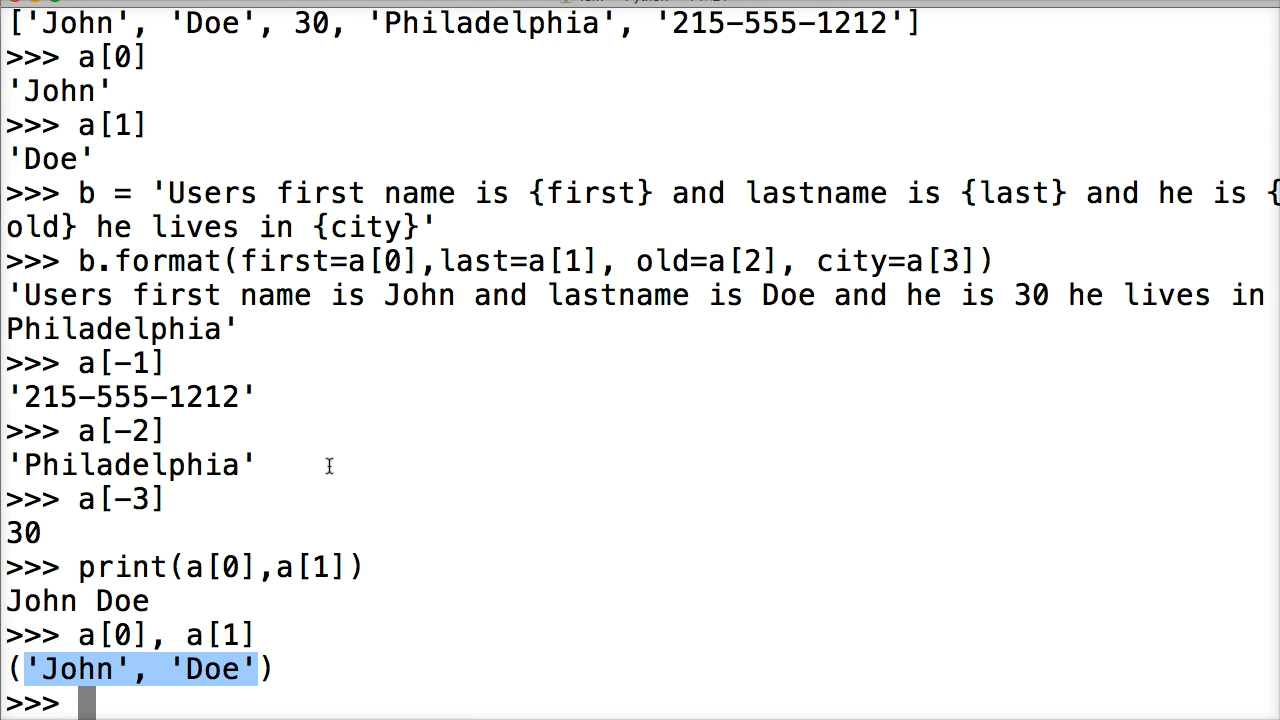 ['John', 'Doe', 30, 'Philadelphia', '215-555-1212']
>>> a[0]
'John'
>>> a[1]
'Doe'
>>> b = 'Users first name is {first} and lastname is {last} and he is {
old} he lives in {city}'
>>> b.format(first=a[0],last=a[1], old=a[2], city=a[3])
'Users first name is John and lastname is Doe and he is 30 he lives in
Philadelphia'
>>> a[-1]
'215-555-1212'
>>> a[-2]
'Philadelphia'
>>> a[-3]
30
>>> print(a[0],a[1])
John Doe
>>> a[0], a[1]
('John', 'Doe')
>>>